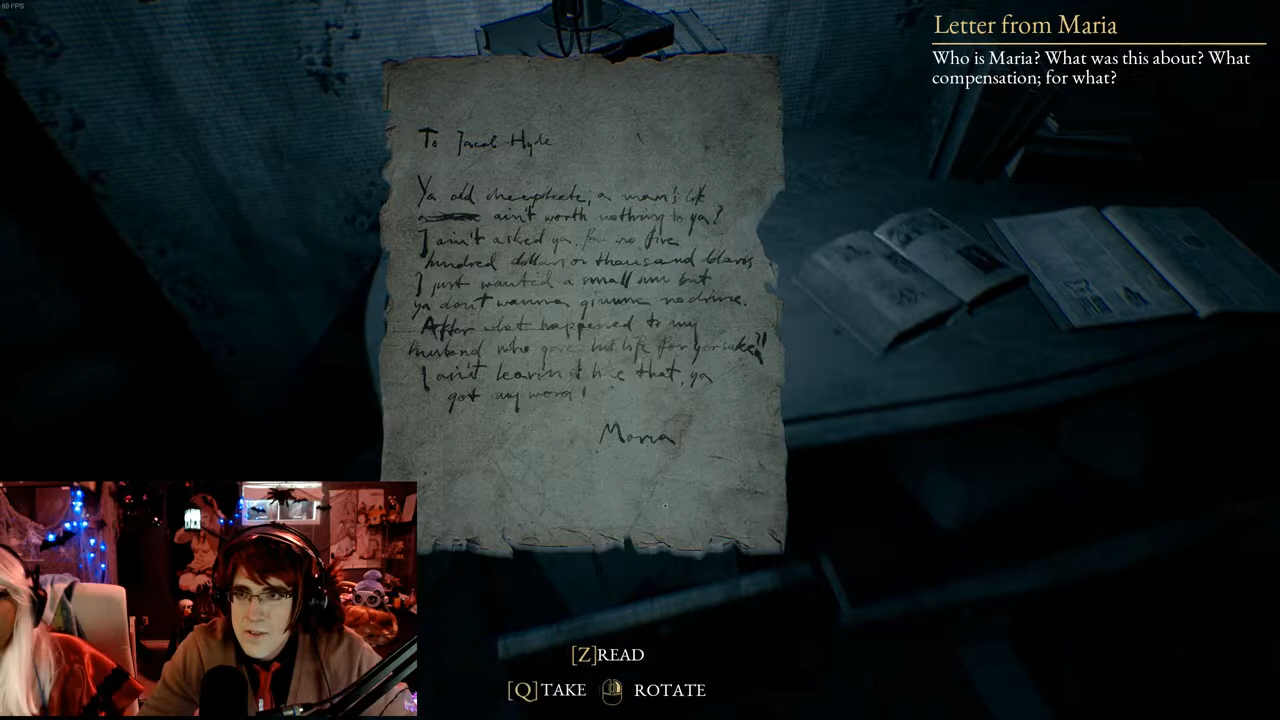 60 FPS
Letter from Maria
Who is Maria? What was this about? What
compensation; for what?
To Jacob Hyde
Ya old cheapskate, a man's life
ain't worth nothing to ya?
I ain't asked ya for no five
hundred dollars or thousand dollars
I just wanted a small sum but
ya don't wanna gimme no dime.
After what happened to my
husband who gave his life for yer sake?!
I ain't leavin it like that, ya
got my word!
Maria
[Z]READ
[Q]TAKE ROTATE